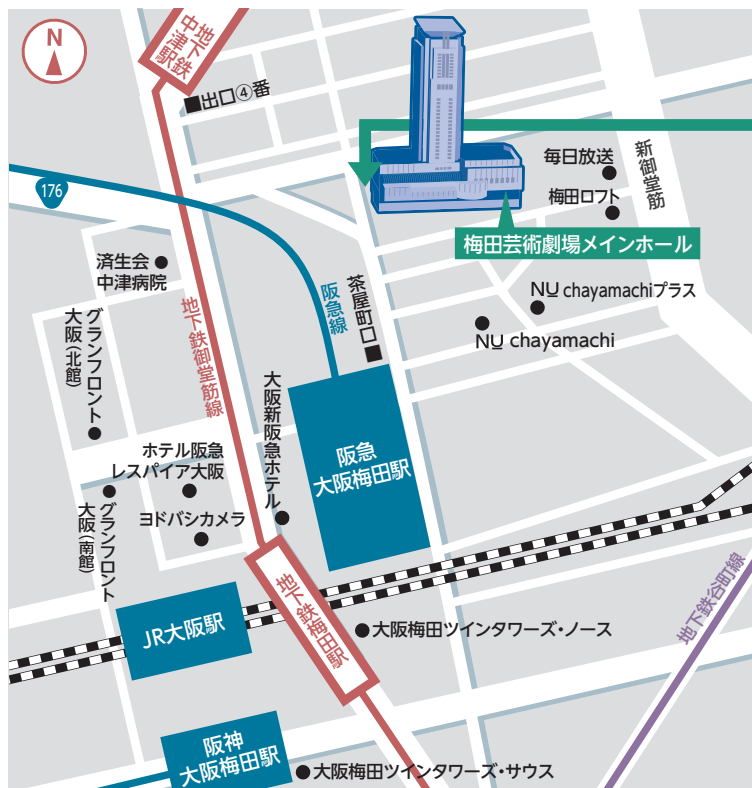 N
地下鉄
中津駅
■出口④番
176
毎日放送
梅田ロフト
新御堂筋
梅田芸術劇場メインホール
済生会
中津病院
地下鉄御堂筋線
阪急線
茶屋町口
NU chayamachiプラス
NU chayamachi
グランフロント
大阪(北館)
大阪新阪急ホテル
ホテル阪急
レスパイア大阪
阪急
大阪梅田駅
ヨドバシカメラ
グランフロント
大阪(南館)
地下鉄梅田駅
JR大阪駅
大阪梅田ツインタワーズ・ノース
地下鉄谷町線
阪神
大阪梅田駅
大阪梅田ツインタワーズ・サウス